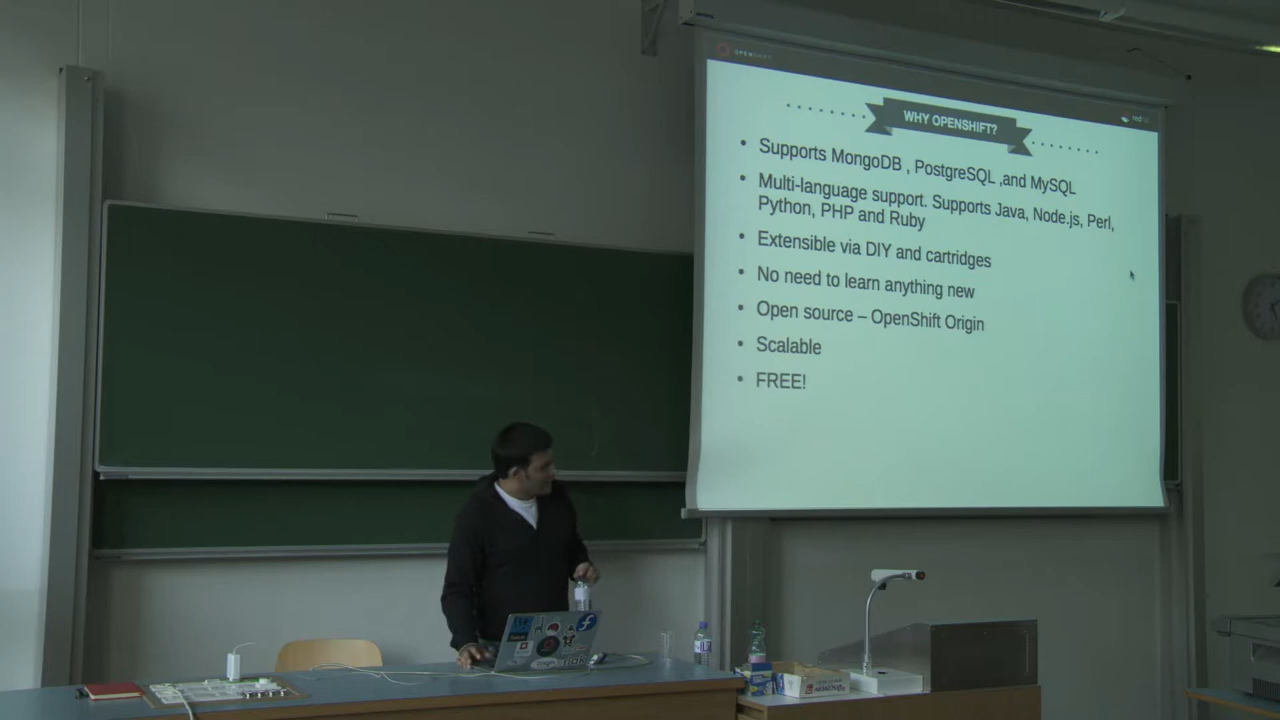 OPENSHIFT
WHY OPENSHIFT?
• Supports MongoDB , PostgreSQL ,and MySQL
• Multi-language support. Supports Java, Node.js, Perl,
Python, PHP and Ruby
• Extensible via DIY and cartridges
• No need to learn anything new
• Open source – OpenShift Origin
• Scalable
• FREE!